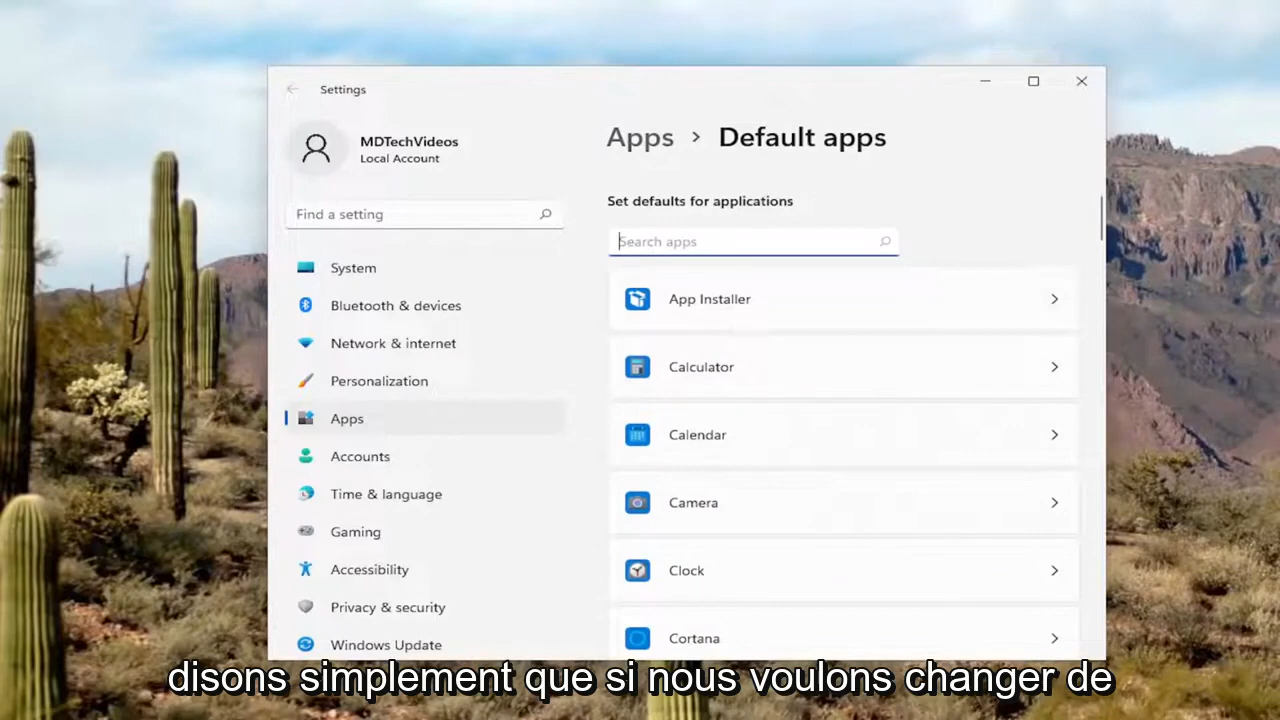 Settings
MDTechVideos
Local Account
Find a setting
System
Bluetooth & devices
Network & internet
Personalization
Apps
Accounts
Time & language
Gaming
Accessibility
Privacy & security
Windows Update
Apps > Default apps
Set defaults for applications
Search apps
App Installer
Calculator
Calendar
Camera
Clock
Cortana
disons simplement que si nous voulons changer de